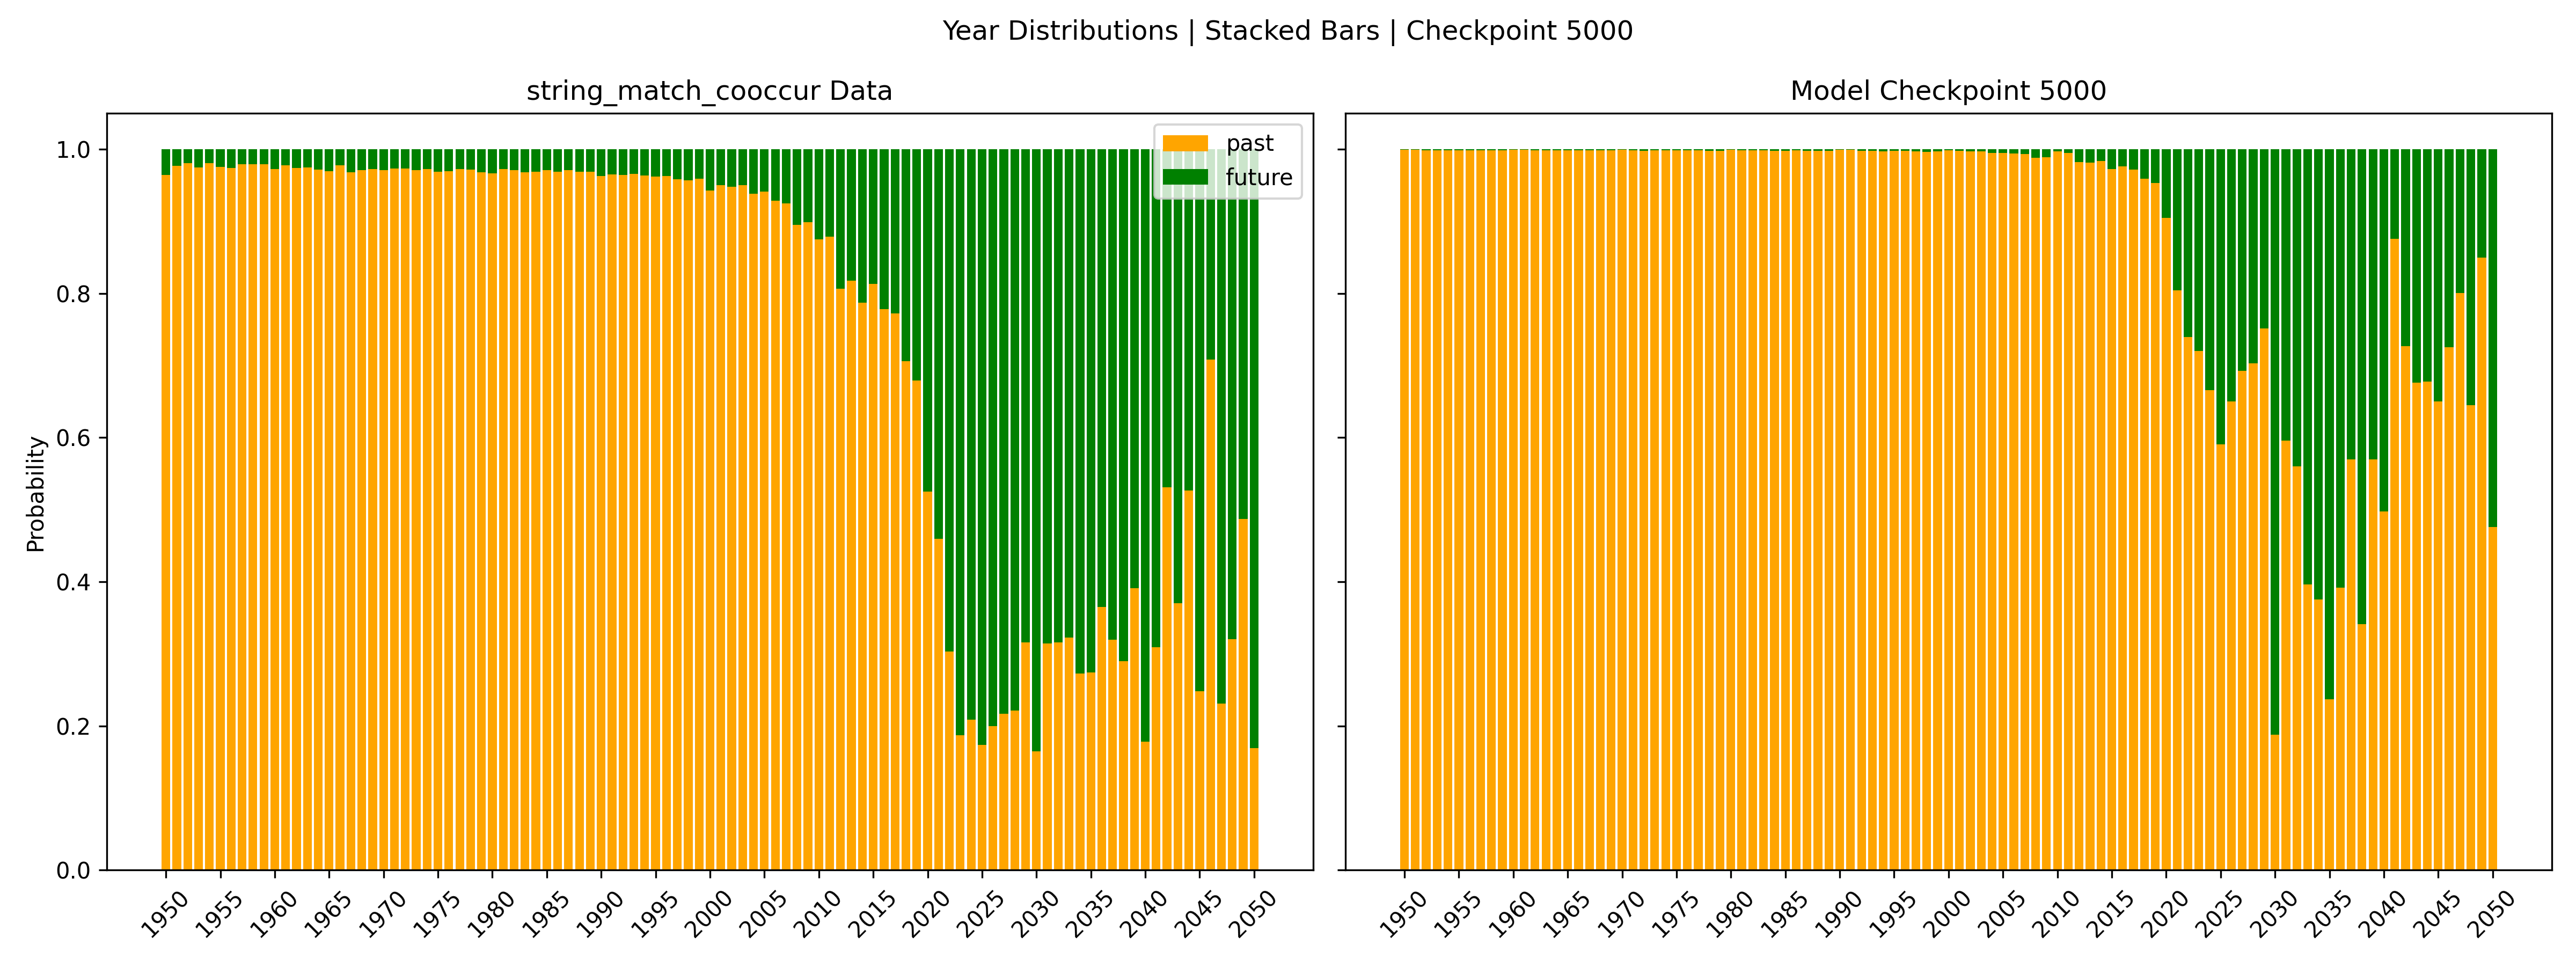 Year Distributions | Stacked Bars | Checkpoint 5000
string_match_cooccur Data
Model Checkpoint 5000
past
future
Probability
1.0
0.8
0.6
0.4
0.2
0.0
1950 1955 1960 1965 1970 1975 1980 1985 1990 1995 2000 2005 2010 2015 2020 2025 2030 2035 2040 2045 2050
1950 1955 1960 1965 1970 1975 1980 1985 1990 1995 2000 2005 2010 2015 2020 2025 2030 2035 2040 2045 2050